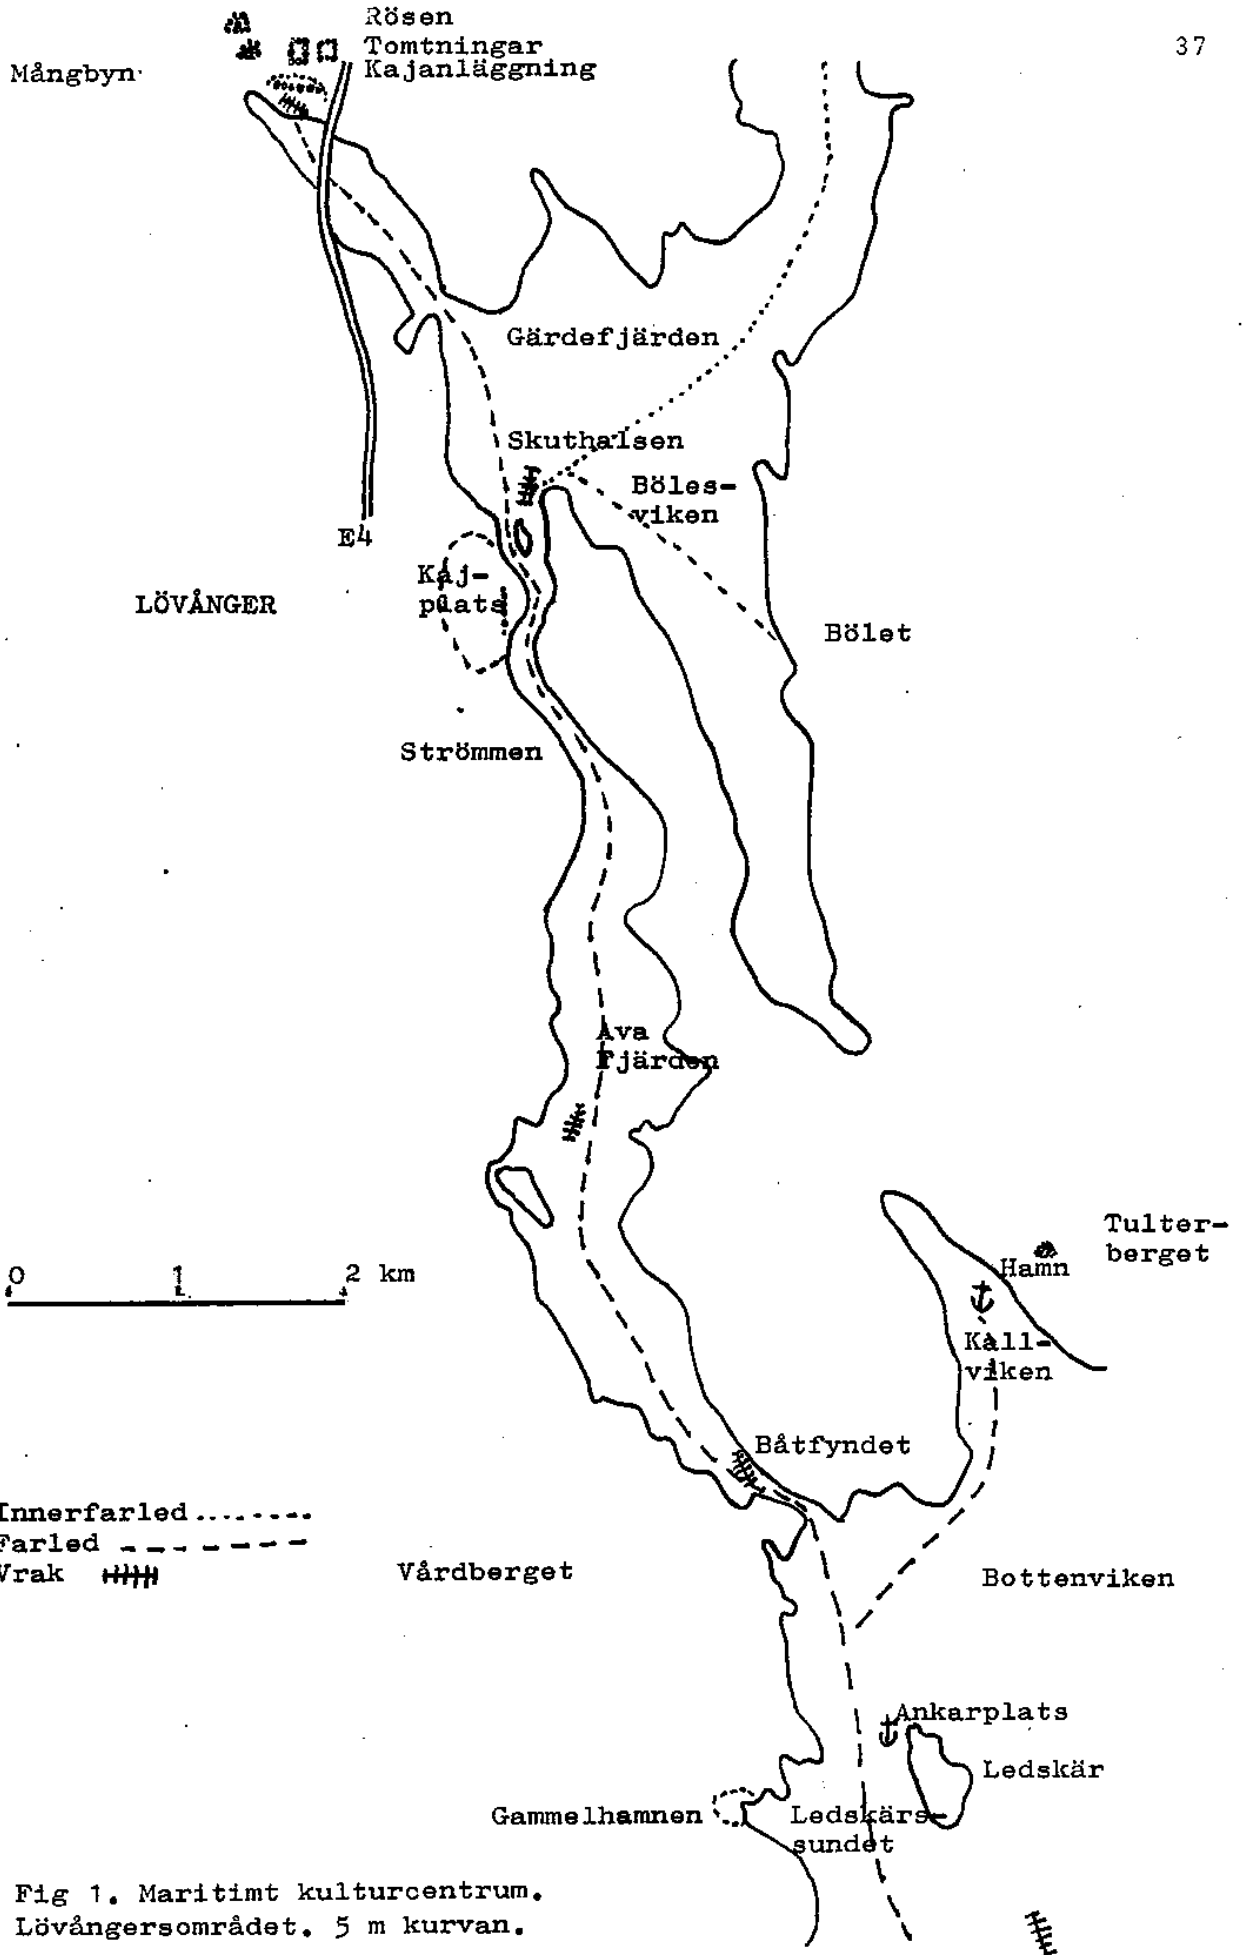 37
Rösen
Tomtningar
Kajanläggning
Mångbyn
Gärdefjärden
Skuthalsen
Böles-
viken
E4
Kaj-
plats
LÖVÅNGER
Bölet
Strömmen
Ava
Fjärden
Tulter-
berget
Hamn
0 1 2 km
Kall-
viken
Båtfyndet
Innerfarled
Farled
Vrak
Vårdberget
Bottenviken
Ankarplats
Ledskär
Gammelhamnen
Ledskärs-
sundet
Fig 1. Maritimt kulturcentrum.
Lövångersområdet. 5 m kurvan.